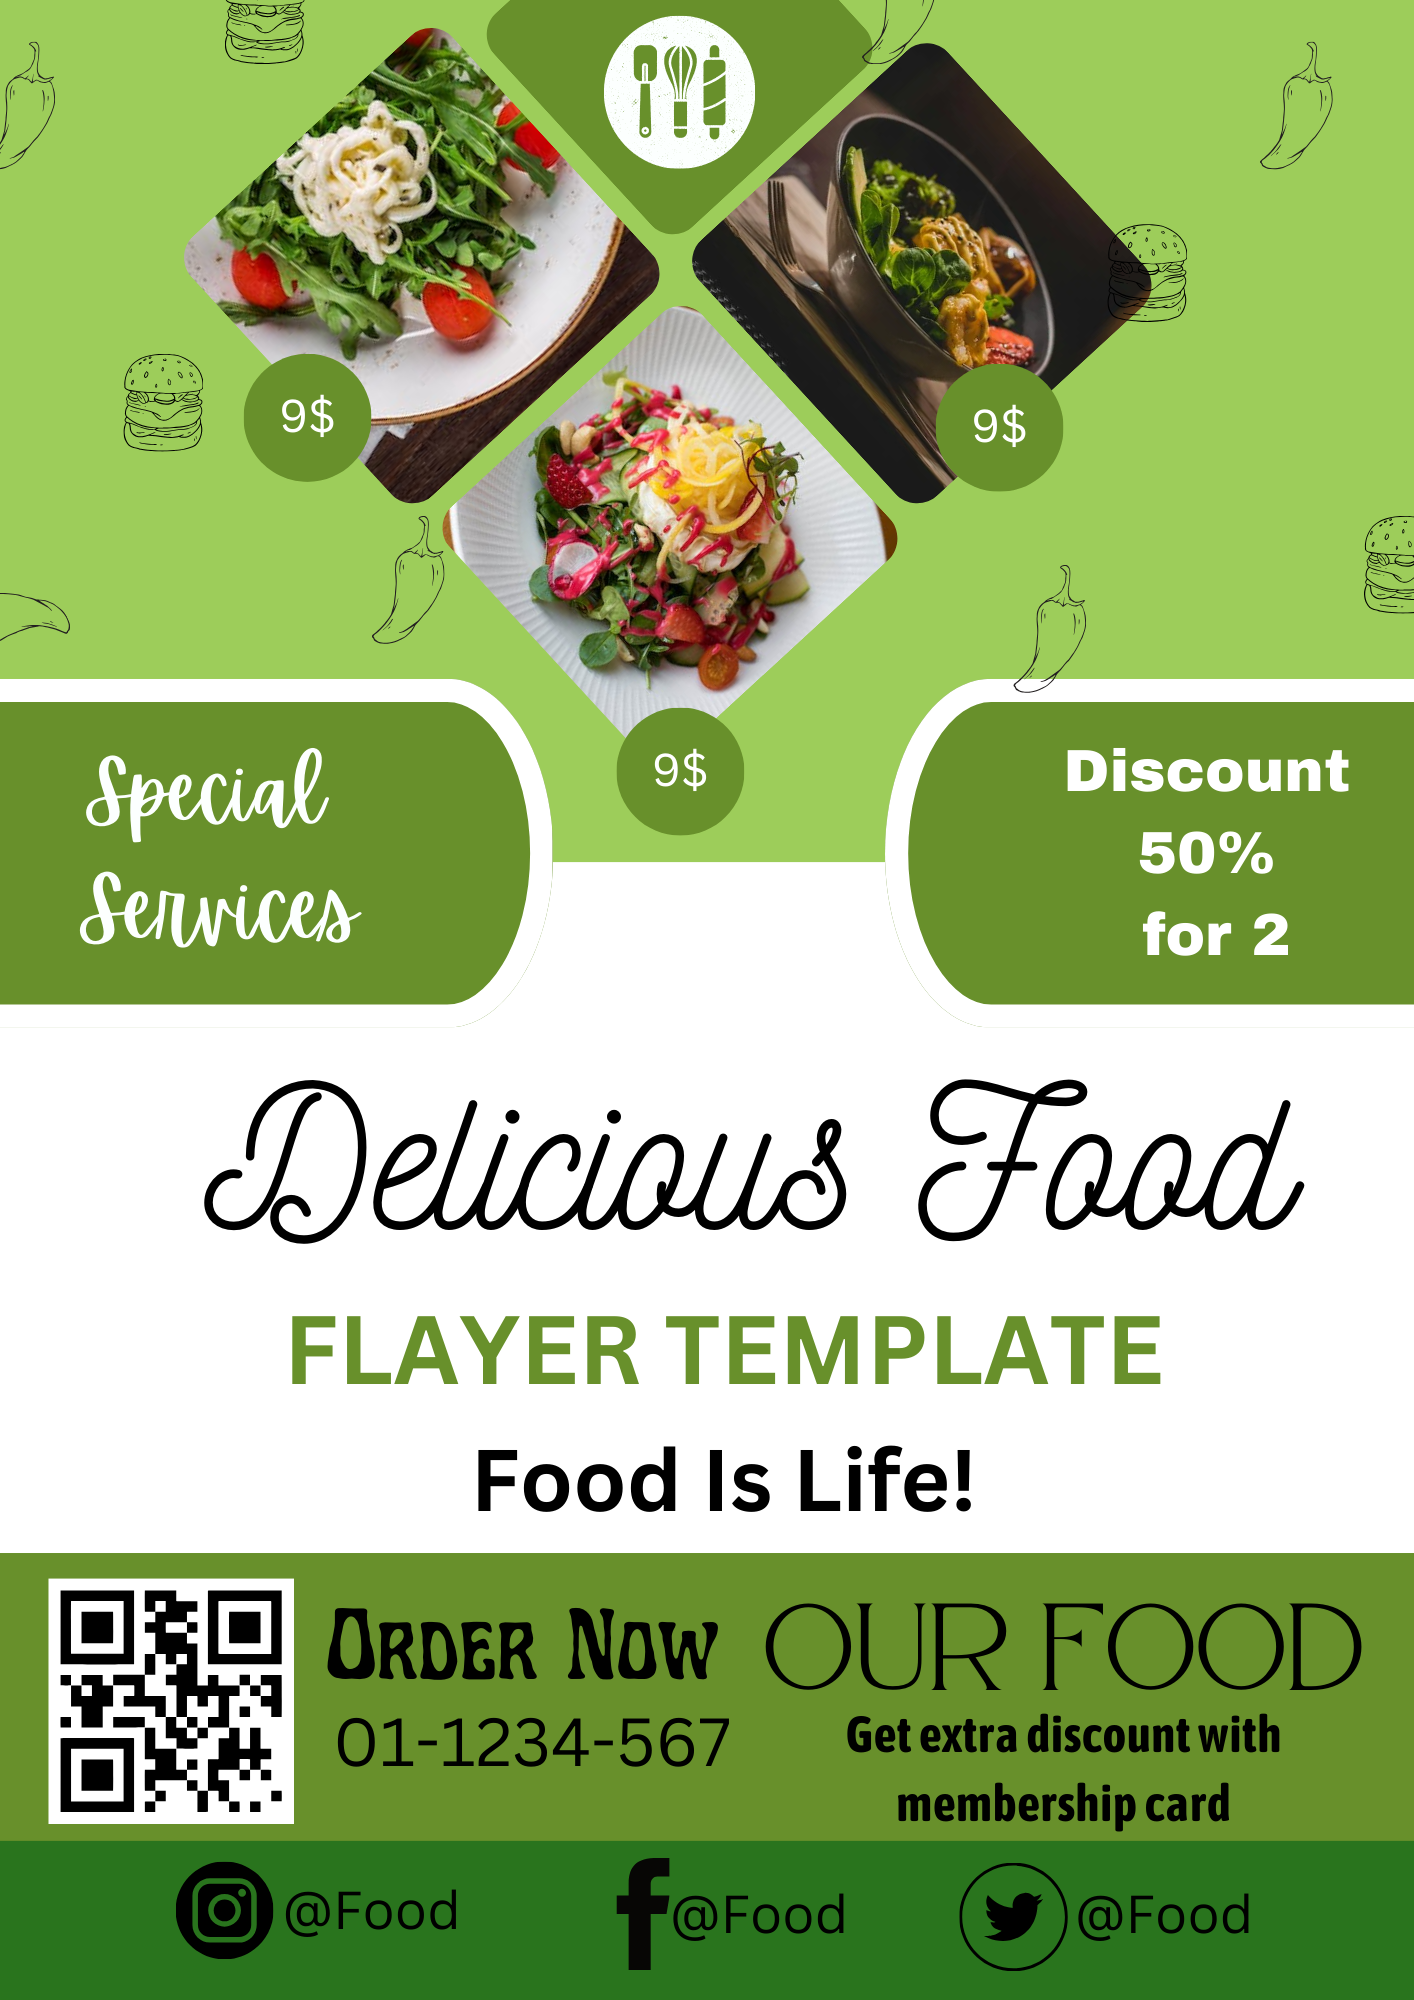 9$
9$
9$
Special
Services
Discount
50%
for 2
Delicious Food
FLAYER TEMPLATE
Food Is Life!
ORDER NOW
01-1234-567
OUR FOOD
Get extra discount with
membership card
@Food
@Food
@Food